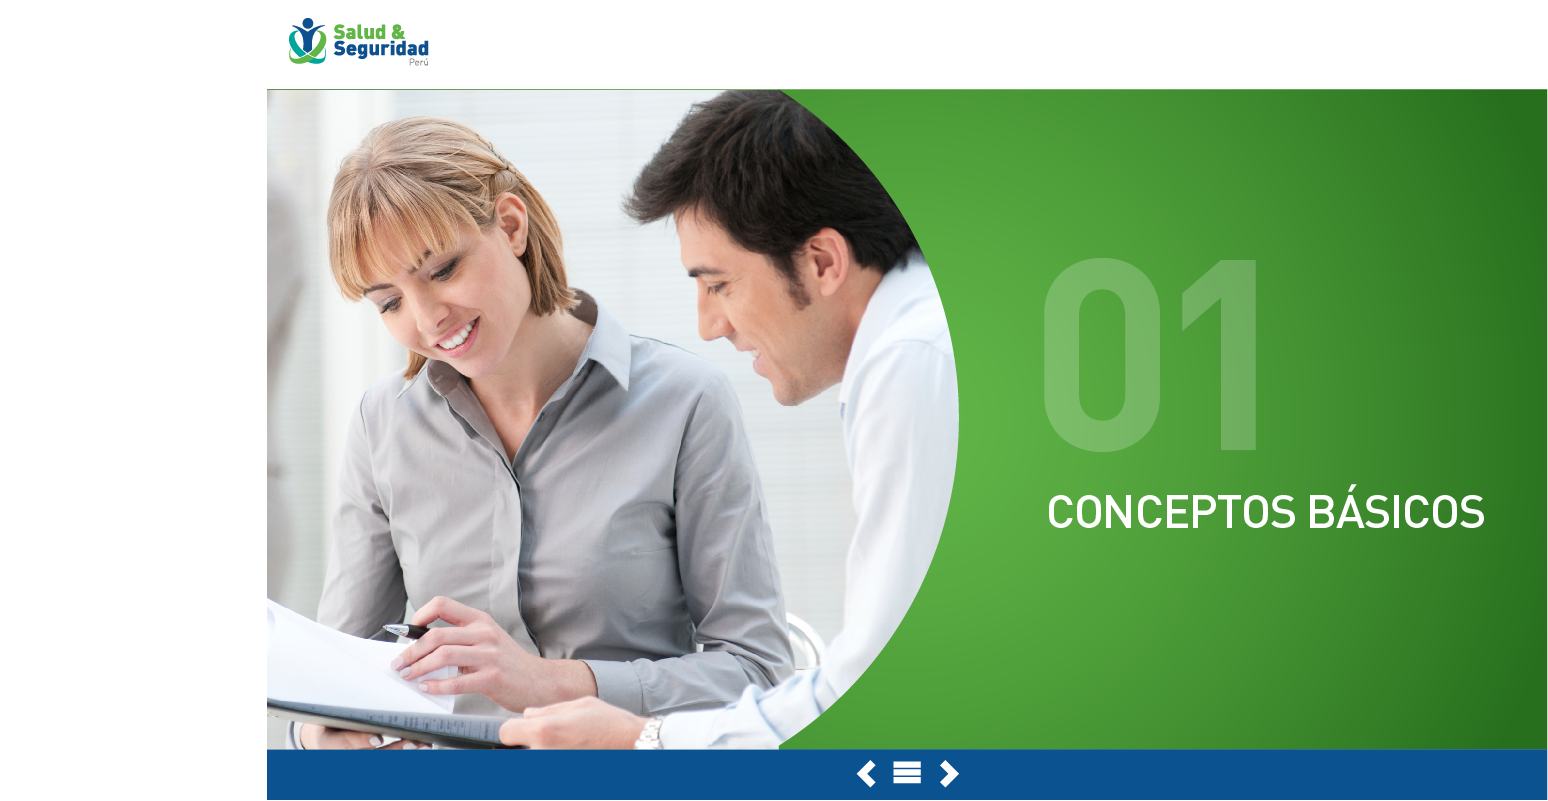 Salud &
Seguridad
Perú
01
CONCEPTOS BÁSICOS